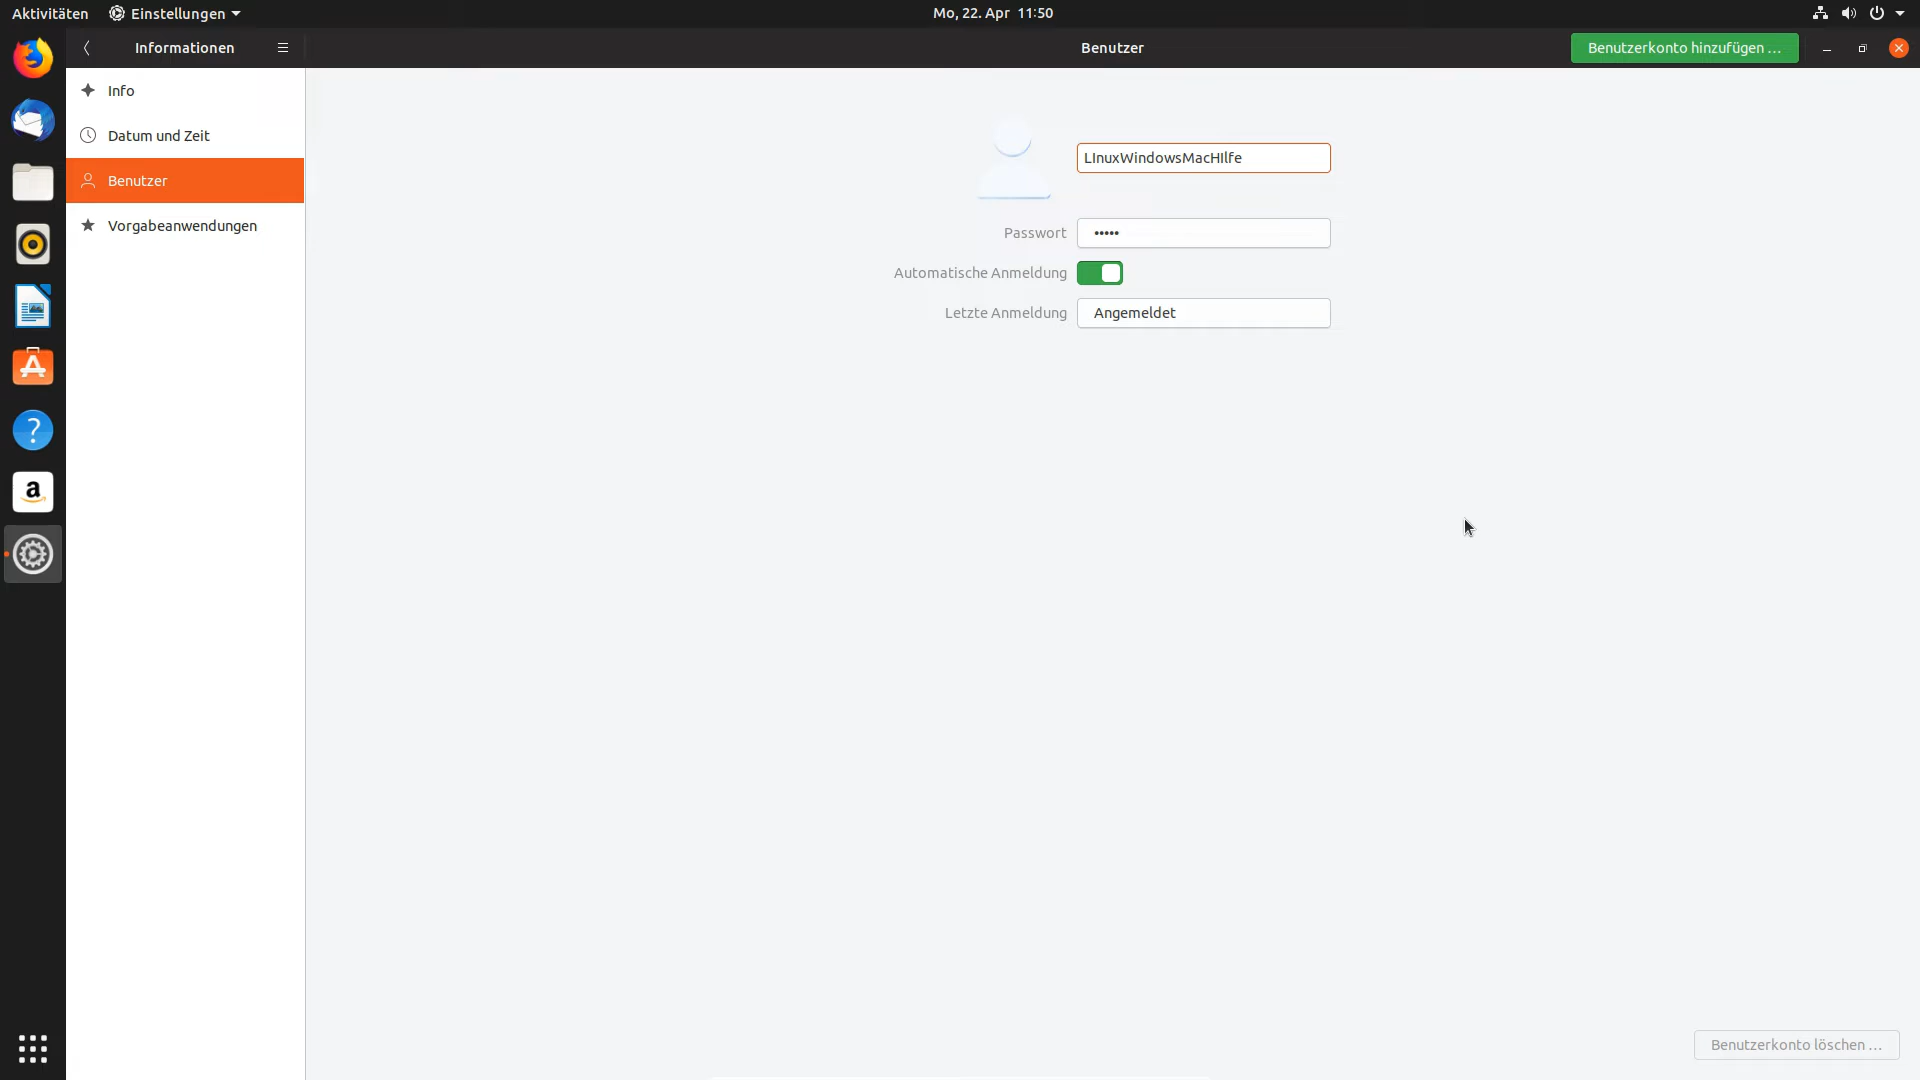 Aktivitäten Einstellungen Mo, 22. Apr 11:50
Informationen Benutzer Benutzerkonto hinzufügen …
Info
Datum und Zeit
Benutzer
Vorgabeanwendungen
LInuxWindowsMacHIlfe
Passwort •••••
Automatische Anmeldung
Letzte Anmeldung Angemeldet
Benutzerkonto löschen …